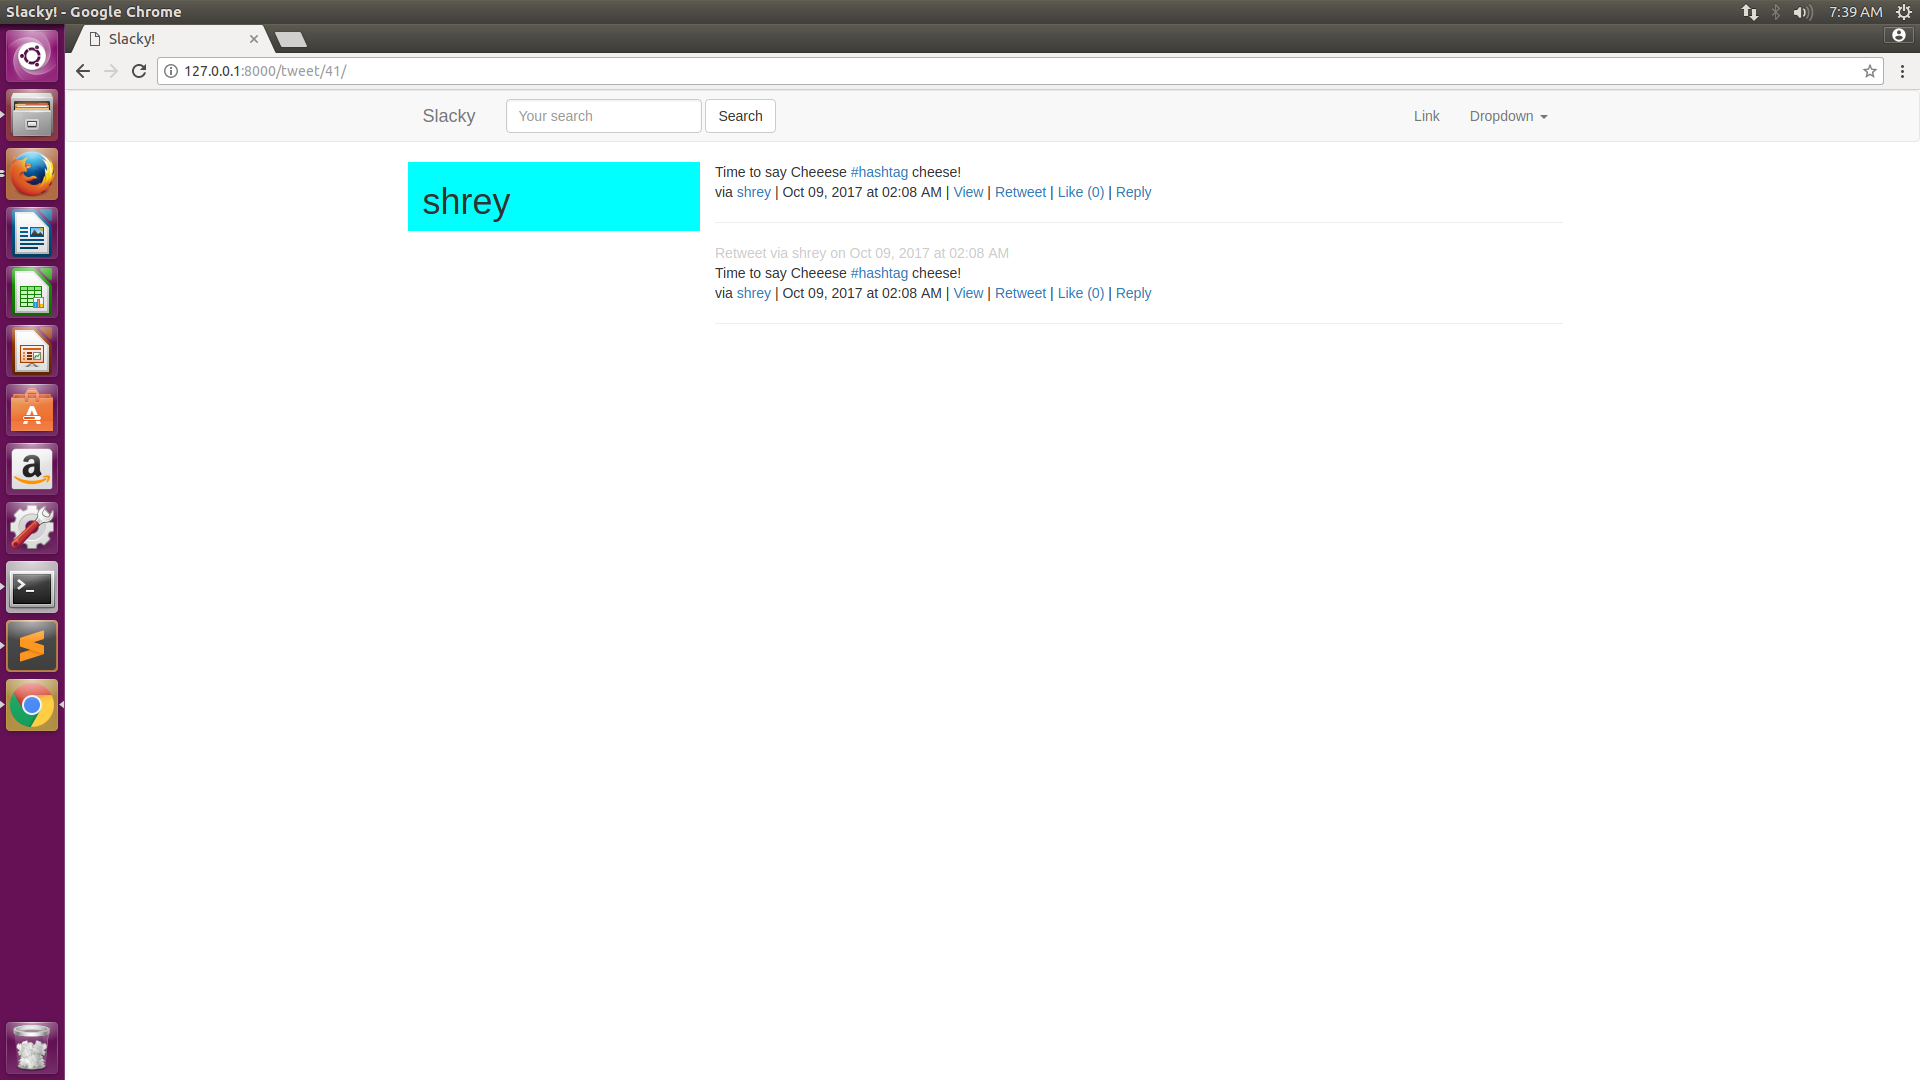 Slacky! - Google Chrome
7:39 AM
Slacky!
127.0.0.1:8000/tweet/41/
Slacky
Your search
Search
Link
Dropdown
shrey
Time to say Cheeese #hashtag cheese!
via shrey | Oct 09, 2017 at 02:08 AM | View | Retweet | Like (0) | Reply
Retweet via shrey on Oct 09, 2017 at 02:08 AM
Time to say Cheeese #hashtag cheese!
via shrey | Oct 09, 2017 at 02:08 AM | View | Retweet | Like (0) | Reply